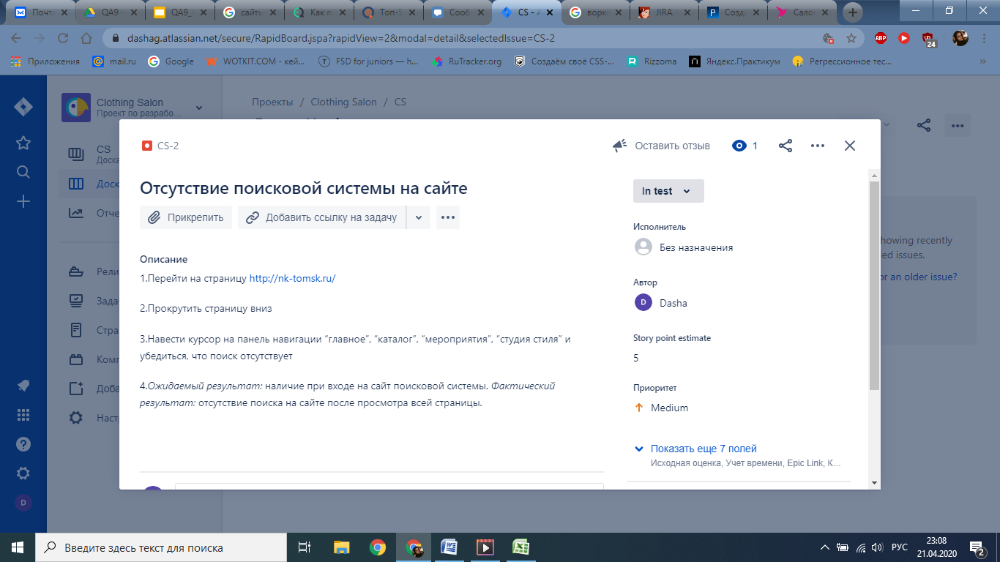 Почта
QA9 -
QA9_
сайты
Как п
Топ-5
Сооб
CS - A
ворк
JIRA.
Созд
Сало
dashag.atlassian.net/secure/RapidBoard.jspa?rapidView=2&modal=detail&selectedIssue=CS-2
ABP
24
Приложения
mail.ru
Google
WOTKIT.COM - кей...
FSD for juniors — h...
RuTracker.org
Создаём своё CSS-...
Rizzoma
Яндекс.Практикум
Регрессионное тес...
Clothing Salon
Проект по разрабо...
Проекты / Clothing Salon / CS
CS
Доска
Доск
Отче
Рели
Зада
Стра
Комп
Доба
Наст
D
CS-2
Оставить отзыв
1
Отсутствие поисковой системы на сайте
Прикрепить
Добавить ссылку на задачу
Описание
1.Перейти на страницу http://nk-tomsk.ru/
2.Прокрутить страницу вниз
3.Навести курсор на панель навигации “главное”, “каталог”, “мероприятия”, “студия стиля” и
убедиться, что поиск отсутствует
4.Ожидаемый результат: наличие при входе на сайт поисковой системы. Фактический
результат: отсутствие поиска на сайте после просмотра всей страницы.
In test
Исполнитель
Без назначения
Автор
D
Dasha
Story point estimate
5
Приоритет
Medium
Показать еще 7 полей
Исходная оценка, Учет времени, Epic Link, К...
howing recently
ed issues.
or an older issue?
Введите здесь текст для поиска
РУС
23:08
21.04.2020
2